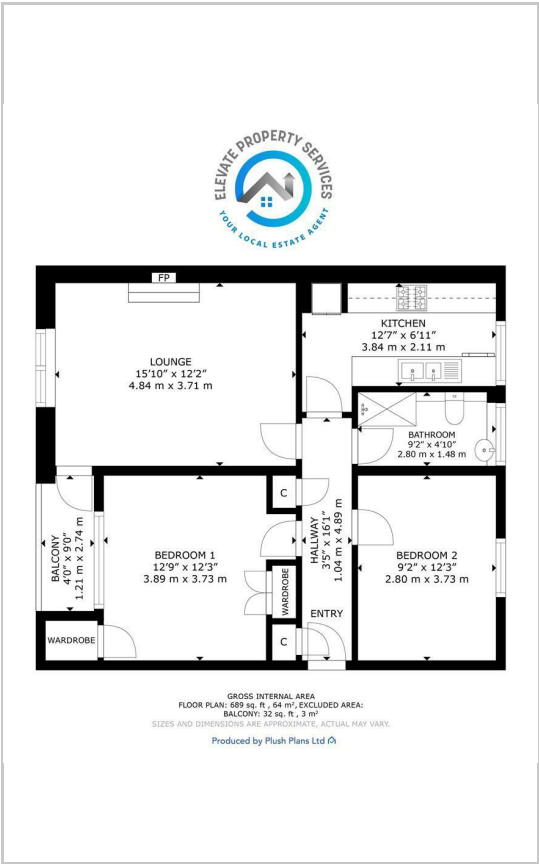 ELEVATE PROPERTY SERVICES
YOUR LOCAL ESTATE AGENT
FP
LOUNGE
15'10" x 12'2"
4.84 m x 3.71 m
KITCHEN
12'7" x 6'11"
3.84 m x 2.11 m
BATHROOM
9'2" x 4'10"
2.80 m x 1.48 m
BALCONY
4'0" x 9'0"
1.21 m x 2.74 m
BEDROOM 1
12'9" x 12'3"
3.89 m x 3.73 m
C
HALLWAY
3'5" x 16'1"
1.04 m x 4.89 m
BEDROOM 2
9'2" x 12'3"
2.80 m x 3.73 m
WARDROBE
ENTRY
WARDROBE
C
GROSS INTERNAL AREA
FLOOR PLAN: 689 sq. ft , 64 m², EXCLUDED AREA:
BALCONY: 32 sq. ft , 3 m²
SIZES AND DIMENSIONS ARE APPROXIMATE, ACTUAL MAY VARY.
Produced by Plush Plans Ltd